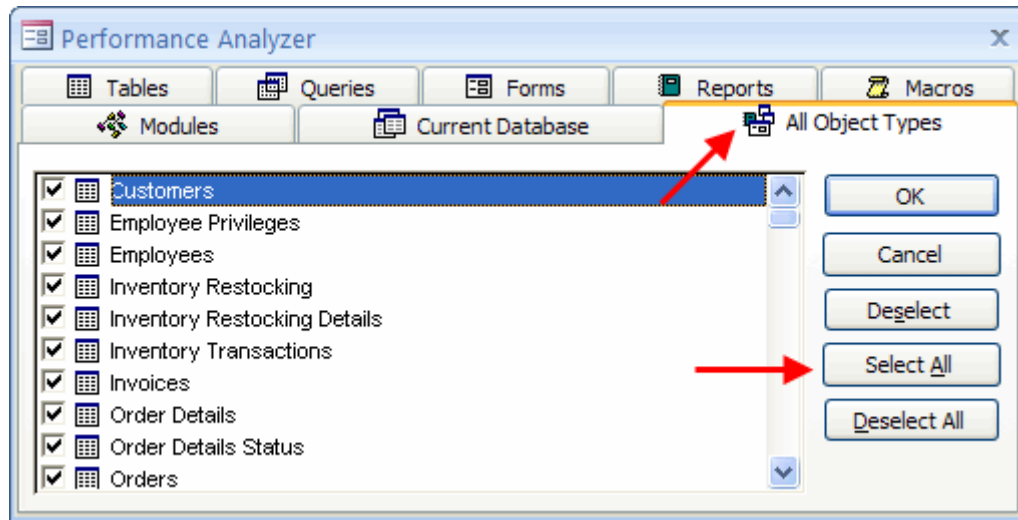 Performance Analyzer
Tables Queries Forms Reports Macros
Modules Current Database All Object Types
Customers
Employee Privileges
Employees
Inventory Restocking
Inventory Restocking Details
Inventory Transactions
Invoices
Order Details
Order Details Status
Orders
OK
Cancel
Deselect
Select All
Deselect All